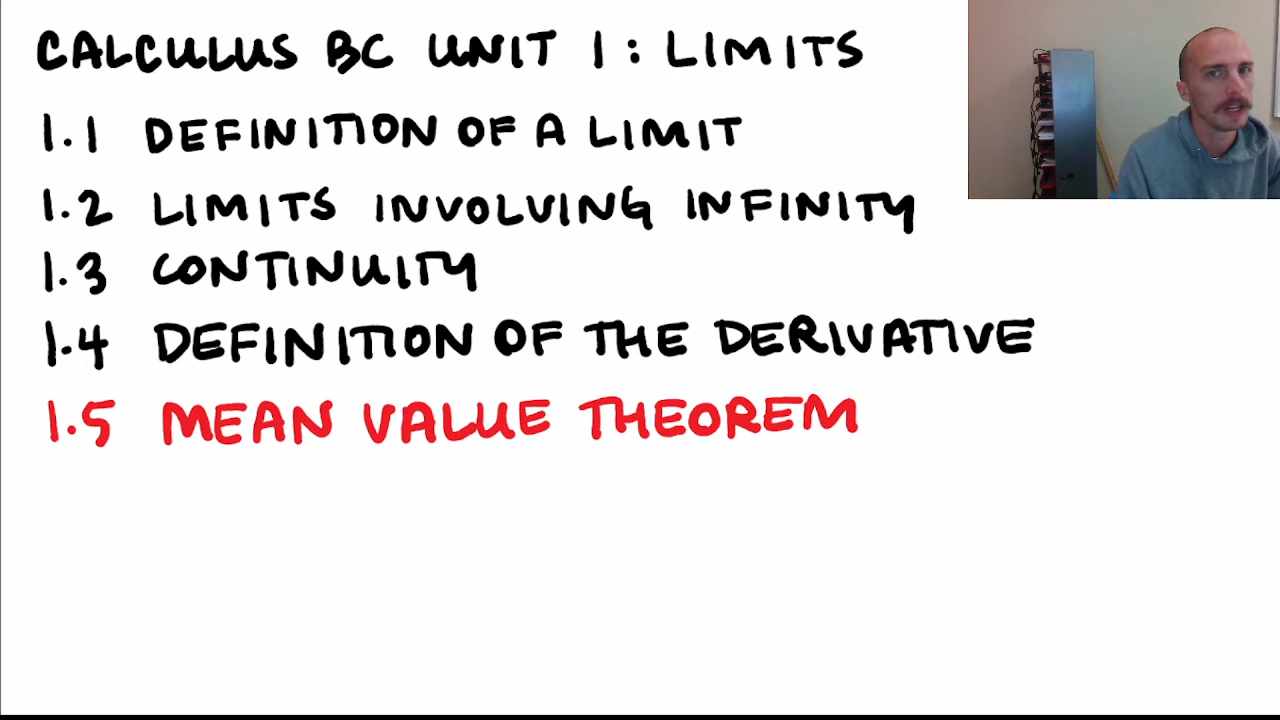 CALCULUS BC UNIT 1: LIMITS
1.1 DEFINITION OF A LIMIT
1.2 LIMITS INVOLVING INFINITY
1.3 CONTINUITY
1.4 DEFINITION OF THE DERIVATIVE
1.5 MEAN VALUE THEOREM